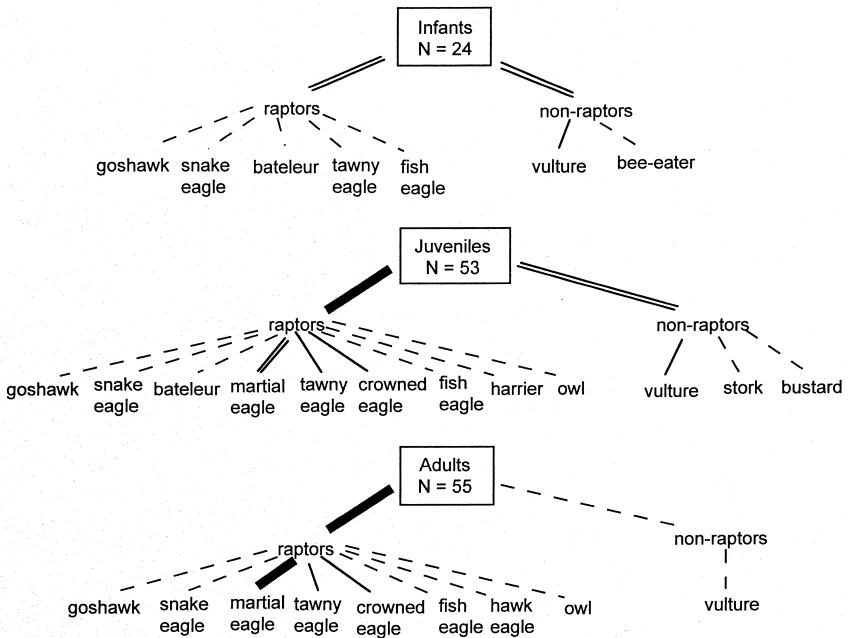 Infants
N = 24
raptors
non-raptors
goshawk
snake
eagle
bateleur
tawny
eagle
fish
eagle
vulture
bee-eater
Juveniles
N = 53
raptors
non-raptors
goshawk
snake
eagle
bateleur
martial
eagle
tawny
eagle
crowned
eagle
fish
eagle
harrier
owl
vulture
stork
bustard
Adults
N = 55
raptors
non-raptors
goshawk
snake
eagle
martial
eagle
tawny
eagle
crowned
eagle
fish
eagle
hawk
eagle
owl
vulture